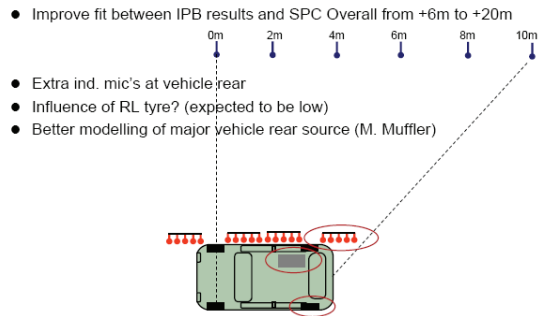 Improve fit between IPB results and SPC Overall from +6m to +20m
0m 2m 4m 6m 8m 10m
Extra ind. mic's at vehicle rear
Influence of RL tyre? (expected to be low)
Better modelling of major vehicle rear source (M. Muffler)